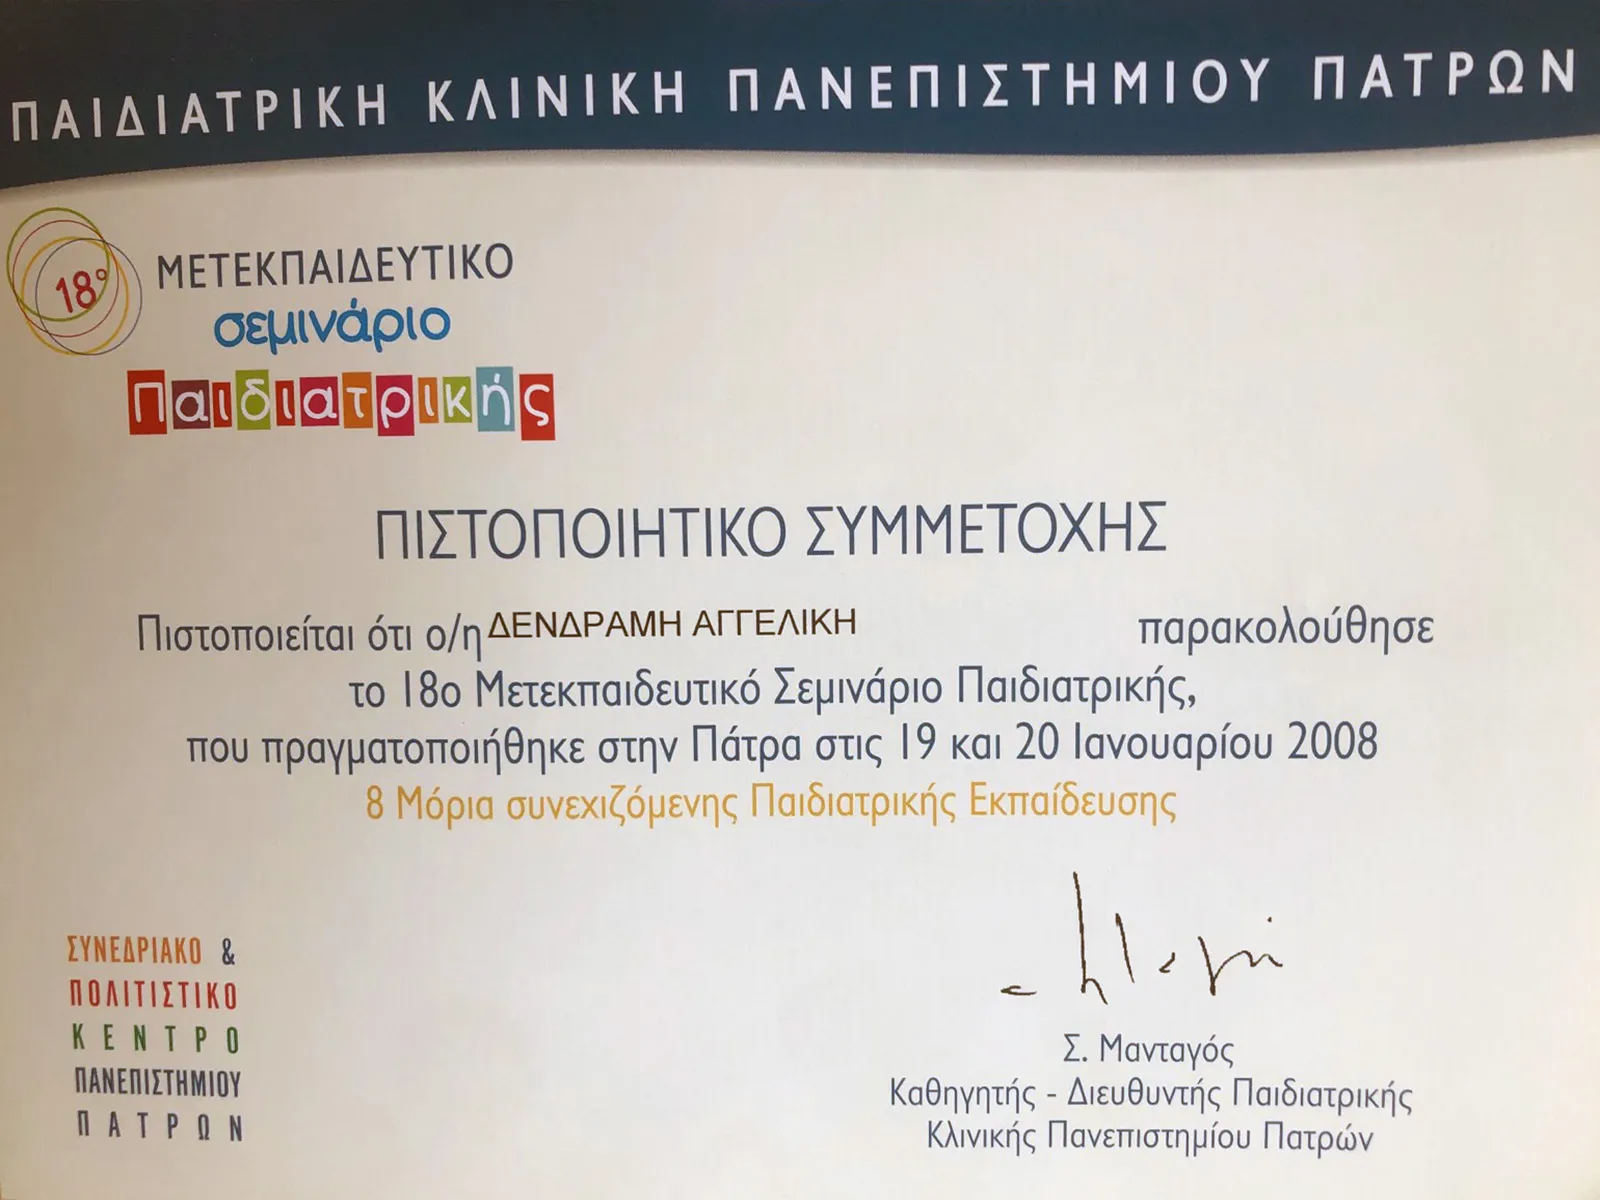 ΠΑΙΔΙΑΤΡΙΚΗ ΚΛΙΝΙΚΗ ΠΑΝΕΠΙΣΤΗΜΙΟΥ ΠΑΤΡΩΝ
18ο
ΜΕΤΕΚΠΑΙΔΕΥΤΙΚΟ
σεμινάριο
Παιδιατρικής
ΠΙΣΤΟΠΟΙΗΤΙΚΟ ΣΥΜΜΕΤΟΧΗΣ
Πιστοποιείται ότι ο/η ΔΕΝΔΡΑΜΗ ΑΓΓΕΛΙΚΗ παρακολούθησε
το 18ο Μετεκπαιδευτικό Σεμινάριο Παιδιατρικής,
που πραγματοποιήθηκε στην Πάτρα στις 19 και 20 Ιανουαρίου 2008
8 Μόρια συνεχιζόμενης Παιδιατρικής Εκπαίδευσης
ΣΥΝΕΔΡΙΑΚΟ &
ΠΟΛΙΤΙΣΤΙΚΟ
ΚΕΝΤΡΟ
ΠΑΝΕΠΙΣΤΗΜΙΟΥ
ΠΑΤΡΩΝ
Σ. Μανταγός
Καθηγητής - Διευθυντής Παιδιατρικής
Κλινικής Πανεπιστημίου Πατρών